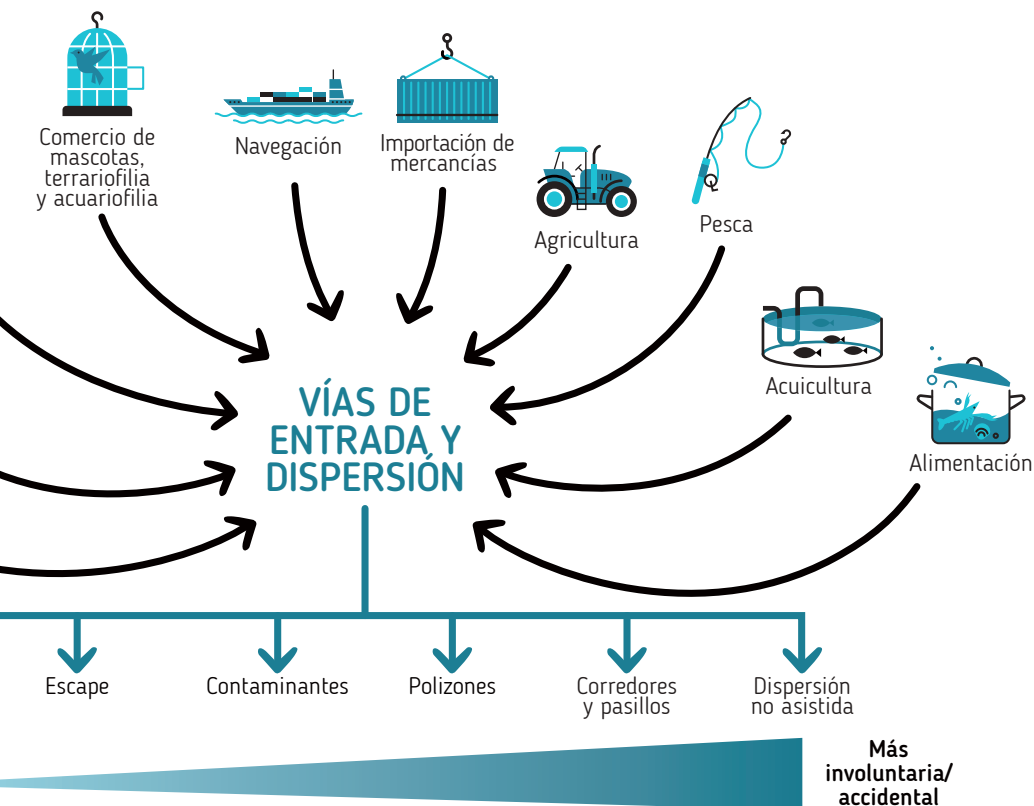 Comercio de
mascotas,
terrariofilia
y acuariofilia
Navegación
Importación de
mercancías
Agricultura
Pesca
Acuicultura
Alimentación
VÍAS DE
ENTRADA Y
DISPERSIÓN
Escape
Contaminantes
Polizones
Corredores
y pasillos
Dispersión
no asistida
Más
involuntaria/
accidental